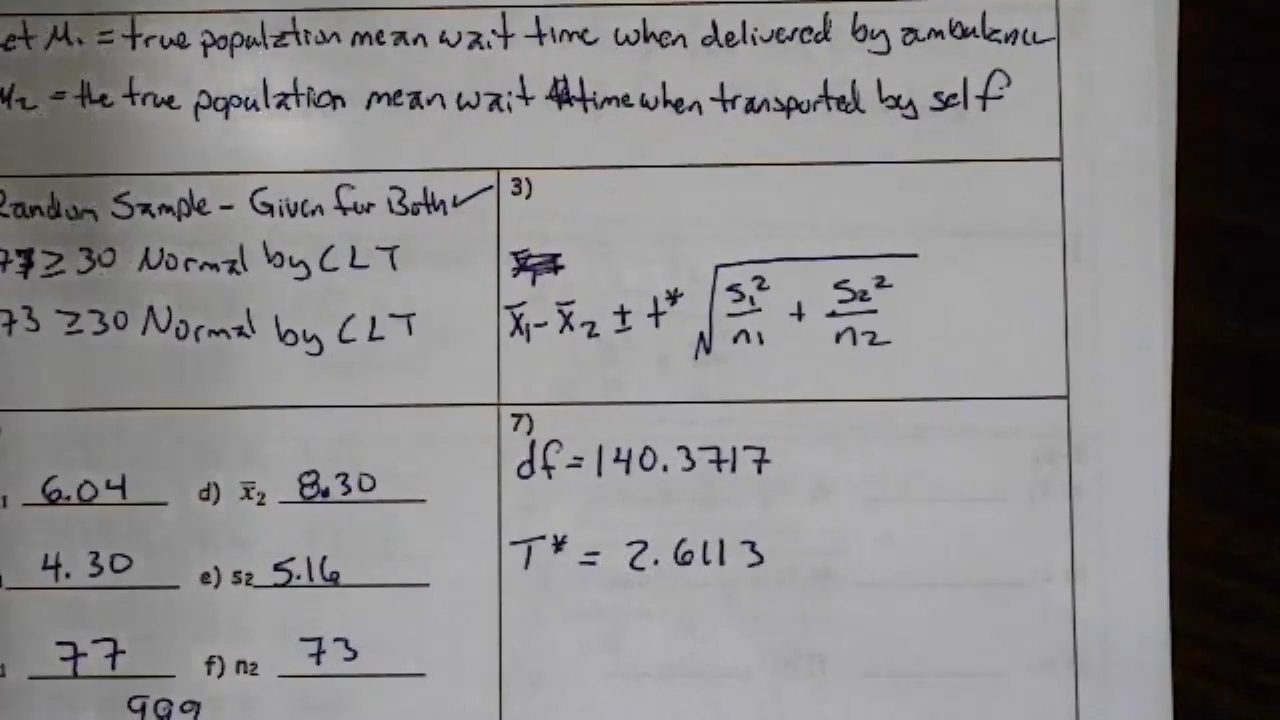 et M₁ = true population mean wait time when delivered by ambulance
M₂ = the true population mean wait time when transported by self
Random Sample - Given for Both ✓
77 ≥ 30 Normal by CLT
73 ≥ 30 Normal by CLT
3)
x̄₁ - x̄₂ ± t* √(s₁²/n₁ + s₂²/n₂)
1 6.04 d) x̄₂ 8.30
4.30 e) s₂ 5.16
77 f) n₂ 73
999
7)
df = 140.3717
T* = 2.6113